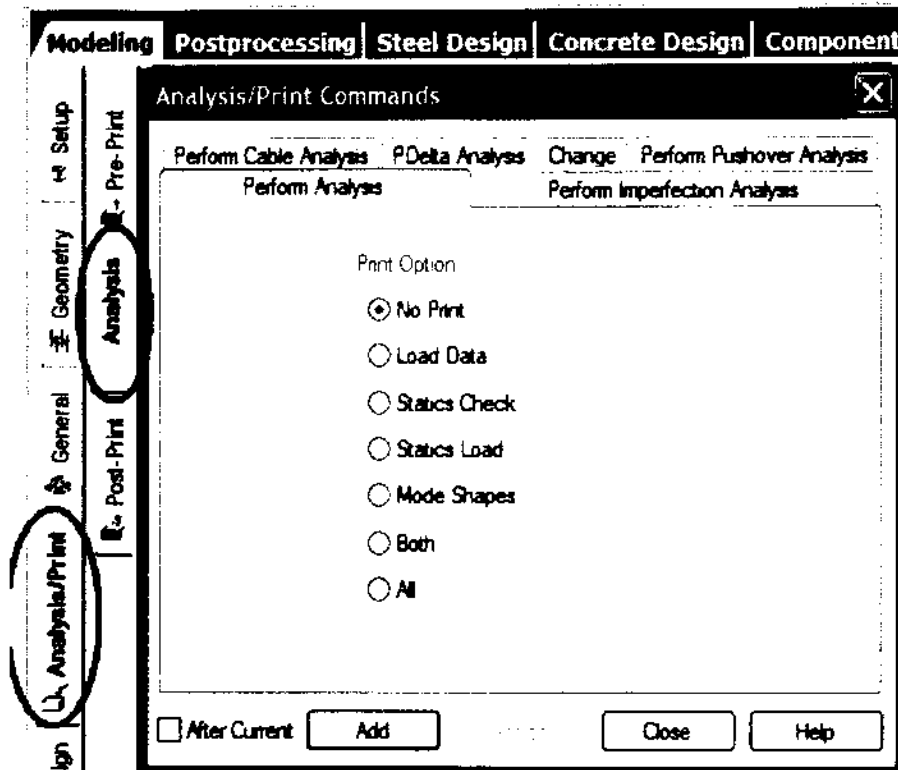 Modeling Postprocessing Steel Design Concrete Design Component
Analysis/Print Commands
Setup
Geometry
General
Analysis/Print
ign
Pre-Print
Analysis
Post-Print
Perform Cable Analysis PDelta Analysis Change Perform Pushover Analysis
Perform Analysis Perform Imperfection Analysis
Print Option
No Print
Load Data
Statics Check
Statics Load
Mode Shapes
Both
All
After Current Add Close Help